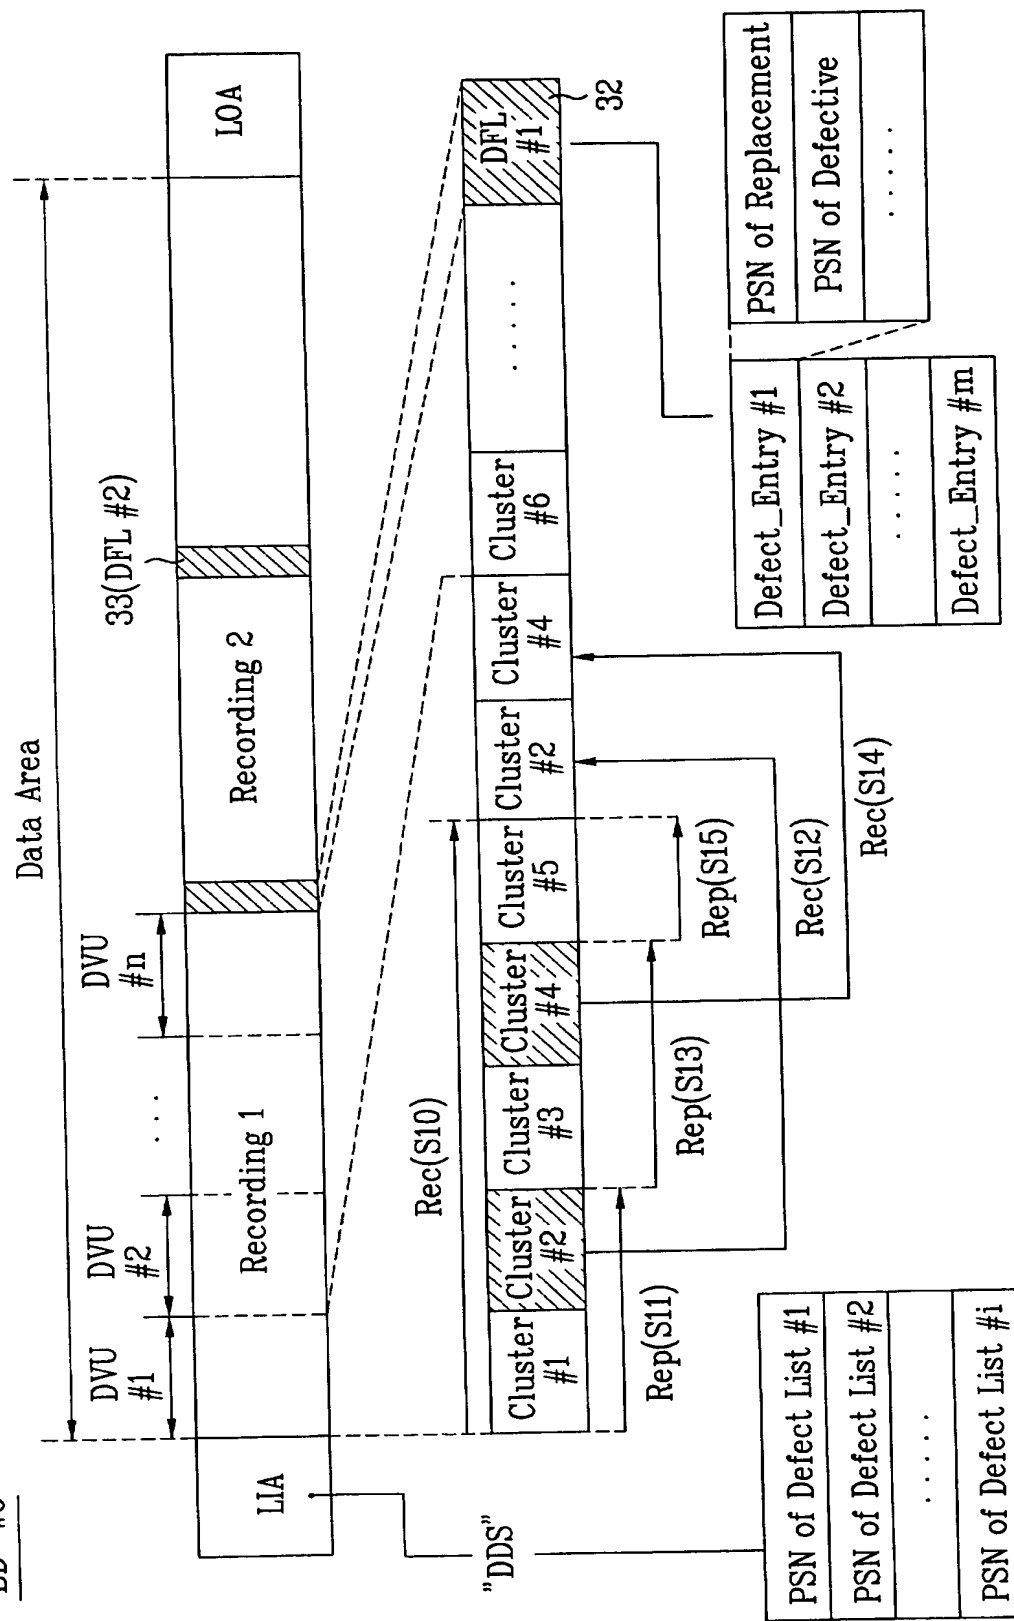 Data Area
DVU
#1
DVU
#2
. . .
DVU
#n
33(DFL #2)
LIA
Recording 1
Recording 2
LOA
Rec(S10)
Cluster
#1
Cluster
#2
Cluster
#3
Cluster
#4
Cluster
#5
Cluster
#2
Cluster
#4
Cluster
#6
. . . . .
DFL
#1
32
Rep(S11)
Rep(S13)
Rep(S15)
Rec(S12)
Rec(S14)
"DDS"
PSN of Defect List #1
PSN of Defect List #2
. . . . . .
PSN of Defect List #i
Defect_Entry #1
Defect_Entry #2
. . . . . .
Defect_Entry #m
PSN of Replacement
PSN of Defective
. . . . . .